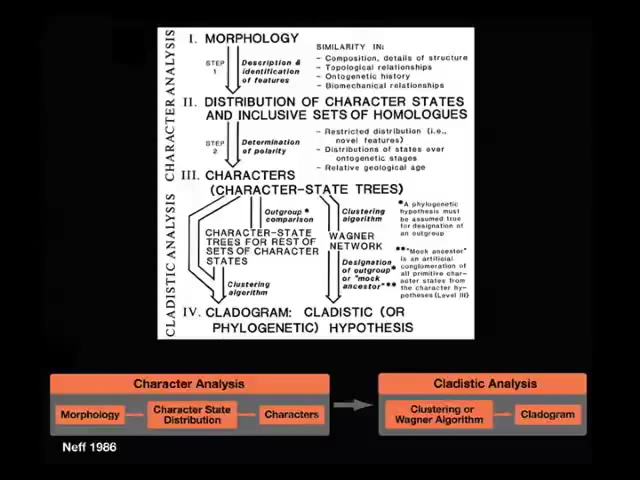 CHARACTER ANALYSIS
I. MORPHOLOGY
STEP 1
Description &
identification
of features
SIMILARITY IN:
- Composition, details of structure
- Topological relationships
- Ontogenetic history
- Biomechanical relationships
II. DISTRIBUTION OF CHARACTER STATES
AND INCLUSIVE SETS OF HOMOLOGUES
STEP 2
Determination
of polarity
- Restricted distribution (i.e.,
novel features)
- Distributions of states over
ontogenetic stages
- Relative geological age
CLADISTIC ANALYSIS
III. CHARACTERS
(CHARACTER-STATE TREES)
Outgroup*
comparison
CHARACTER-STATE
TREES FOR REST OF
SETS OF CHARACTER
STATES
Clustering
algorithm
Clustering
algorithm
WAGNER
NETWORK
Designation
of outgroup*
or "mock
ancestor"**
*A phylogenetic
hypothesis must
be assumed true
for designation of
an outgroup
**"Mock ancestor"
is an artificial
conglomeration of
all primitive char-
acter states from
the character hy-
potheses (Level III)
IV. CLADOGRAM: CLADISTIC (OR
PHYLOGENETIC) HYPOTHESIS
Character Analysis
Morphology
Character State
Distribution
Characters
Cladistic Analysis
Clustering or
Wagner Algorithm
Cladogram
Neff 1986